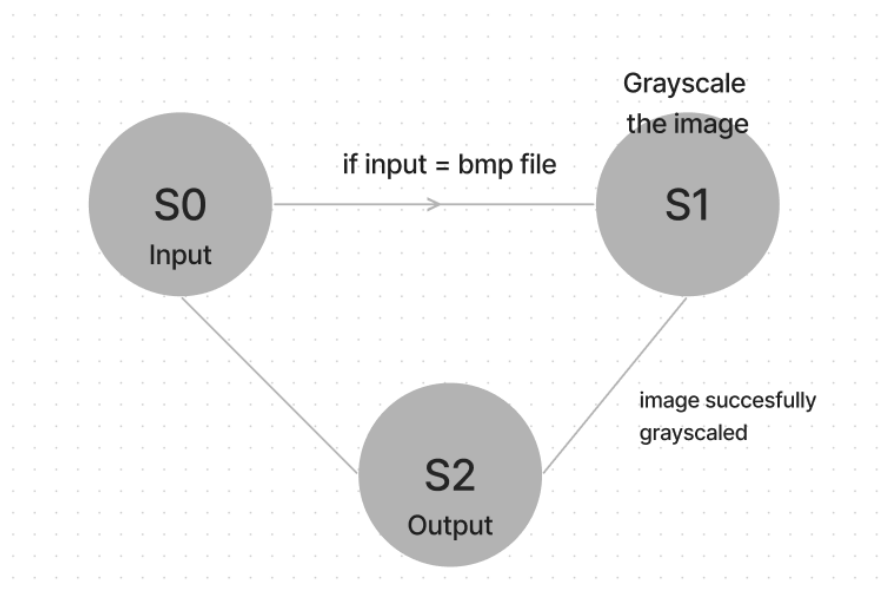 Grayscale
the image
if input = bmp file
S0
Input
S1
image succesfully
grayscaled
S2
Output